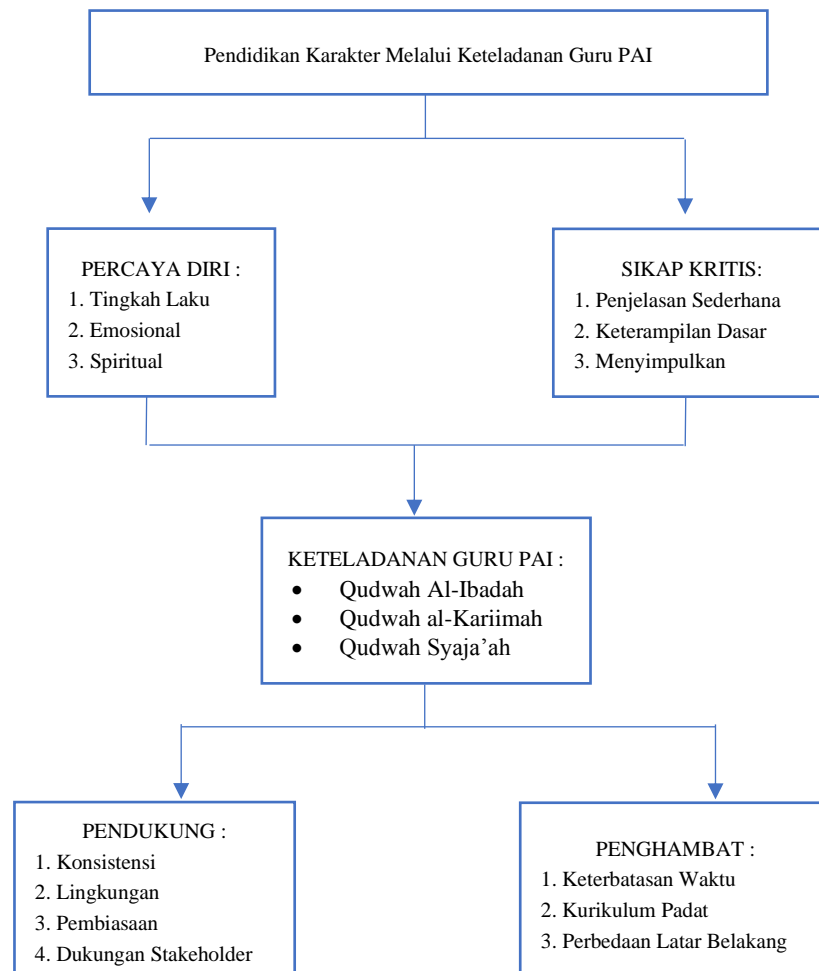 Pendidikan Karakter Melalui Keteladanan Guru PAI
PERCAYA DIRI :
1. Tingkah Laku
2. Emosional
3. Spiritual
SIKAP KRITIS:
1. Penjelasan Sederhana
2. Keterampilan Dasar
3. Menyimpulkan
KETELADANAN GURU PAI :
• Qudwah Al-Ibadah
• Qudwah al-Kariimah
• Qudwah Syaja’ah
PENDUKUNG :
1. Konsistensi
2. Lingkungan
3. Pembiasaan
4. Dukungan Stakeholder
PENGHAMBAT :
1. Keterbatasan Waktu
2. Kurikulum Padat
3. Perbedaan Latar Belakang